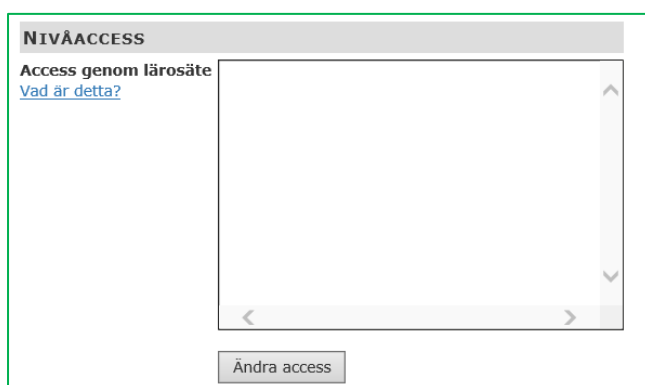 NIVÅACCESS
Access genom lärosäte
Vad är detta?
Ändra access